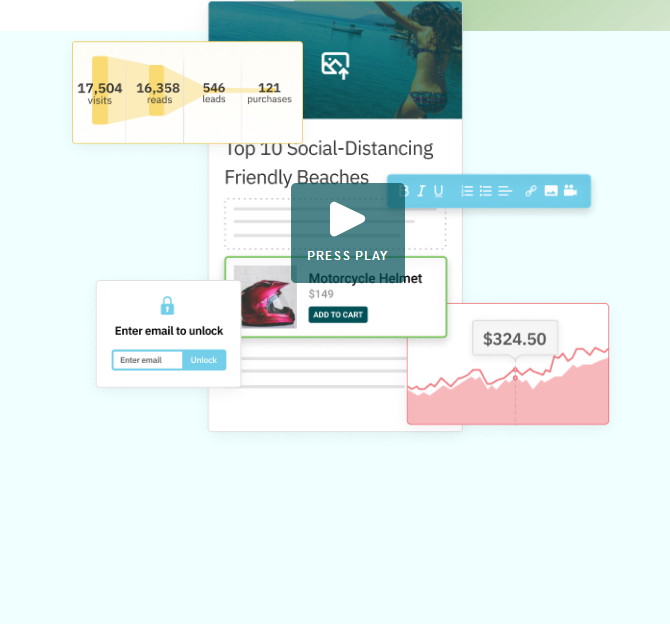 17,504
visits
16,358
reads
546
leads
121
purchases
Top 10 Social-Distancing
Friendly Beaches
B I U
PRESS PLAY
Motorcycle Helmet
$149
ADD TO CART
Enter email to unlock
Enter email
Unlock
$324.50